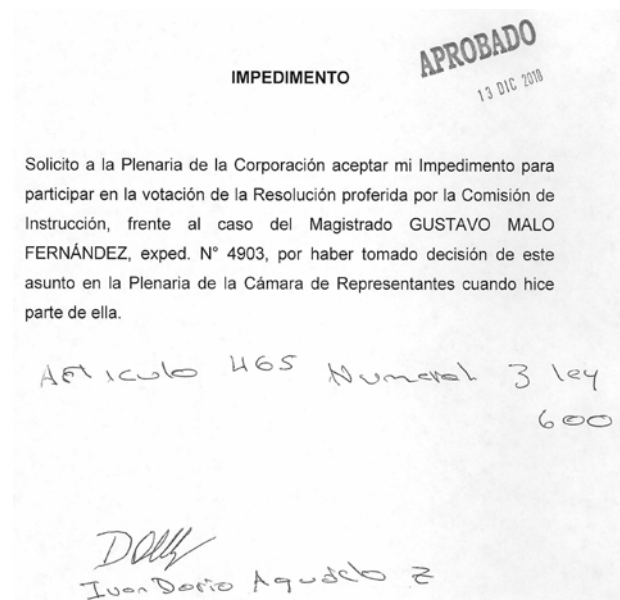 APROBADO
13 DIC 2018
IMPEDIMENTO
Solicito a la Plenaria de la Corporación aceptar mi Impedimento para
participar en la votación de la Resolución proferida por la Comisión de
Instrucción, frente al caso del Magistrado GUSTAVO MALO
FERNÁNDEZ, exped. N° 4903, por haber tomado decisión de este
asunto en la Plenaria de la Cámara de Representantes cuando hice
parte de ella.
Articulo 465 Numeral 3 ley
600
Ivan Dario Agudelo Z